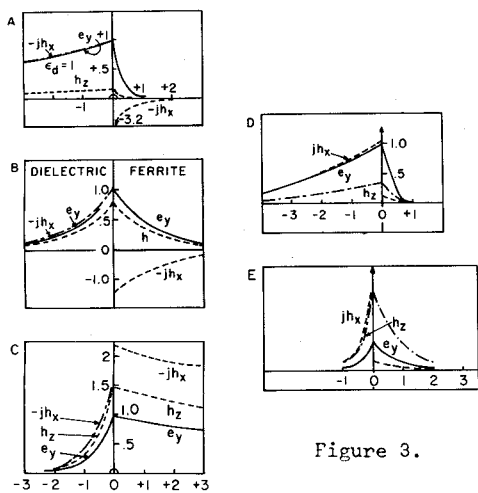 A
-jhx
ey
+1
εd=1
+.5
hz
-1
0
+1
+2
-jhx
-3.2
B
DIELECTRIC
FERRITE
1.0
-jhx
ey
.5
ey
h
0
-1.0
-jhx
C
2
-jhx
1.5
-jhx
hz
hz
1.0
ey
ey
.5
-3 -2 -1 0 +1 +2 +3
D
jhx
1.0
ey
.5
hz
-3 -2 -1 0 +1
E
jhx
hz
ey
-1 0 1 2 3
Figure 3.